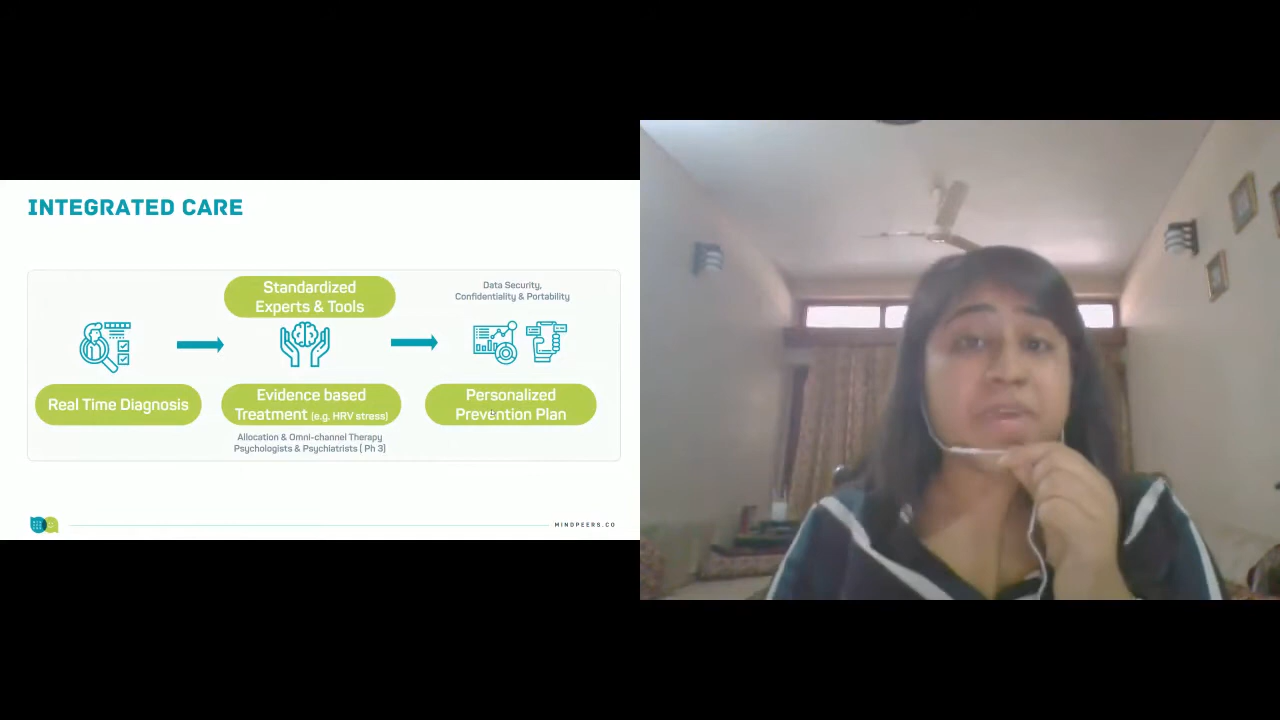 INTEGRATED CARE
Standardized
Experts & Tools
Data Security,
Confidentiality & Portability
Real Time Diagnosis
Evidence based
Treatment (e.g. HRV stress)
Personalized
Prevention Plan
Allocation & Omni-channel Therapy
Psychologists & Psychiatrists ( Ph 3)
MINDPEERS.CO